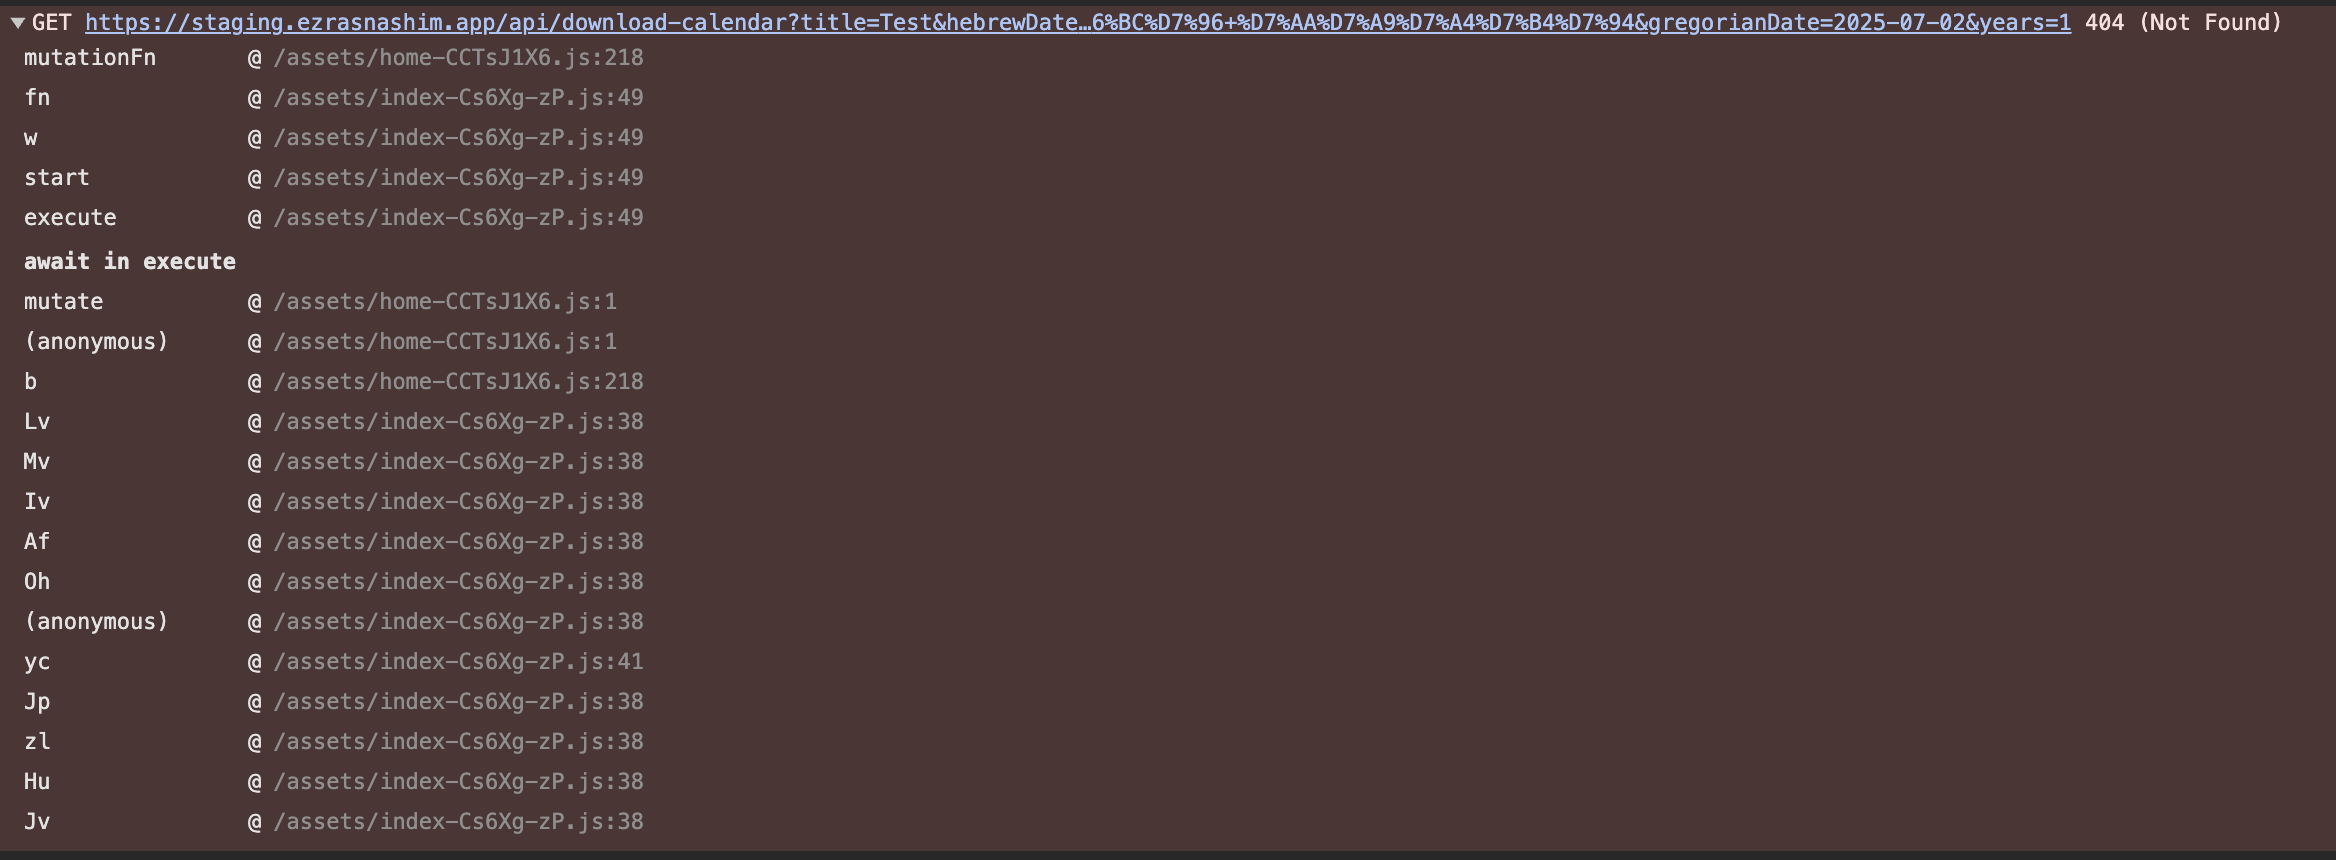 ▼ GET https://staging.ezrasnashim.app/api/download-calendar?title=Test&hebrewDate…6%BC%D7%96+%D7%AA%D7%A9%D7%A4%D7%B4%D7%94&gregorianDate=2025-07-02&years=1 404 (Not Found)
mutationFn @ /assets/home-CCTsJ1X6.js:218
fn @ /assets/index-Cs6Xg-zP.js:49
w @ /assets/index-Cs6Xg-zP.js:49
start @ /assets/index-Cs6Xg-zP.js:49
execute @ /assets/index-Cs6Xg-zP.js:49
await in execute
mutate @ /assets/home-CCTsJ1X6.js:1
(anonymous) @ /assets/home-CCTsJ1X6.js:1
b @ /assets/home-CCTsJ1X6.js:218
Lv @ /assets/index-Cs6Xg-zP.js:38
Mv @ /assets/index-Cs6Xg-zP.js:38
Iv @ /assets/index-Cs6Xg-zP.js:38
Af @ /assets/index-Cs6Xg-zP.js:38
Oh @ /assets/index-Cs6Xg-zP.js:38
(anonymous) @ /assets/index-Cs6Xg-zP.js:38
yc @ /assets/index-Cs6Xg-zP.js:41
Jp @ /assets/index-Cs6Xg-zP.js:38
zl @ /assets/index-Cs6Xg-zP.js:38
Hu @ /assets/index-Cs6Xg-zP.js:38
Jv @ /assets/index-Cs6Xg-zP.js:38